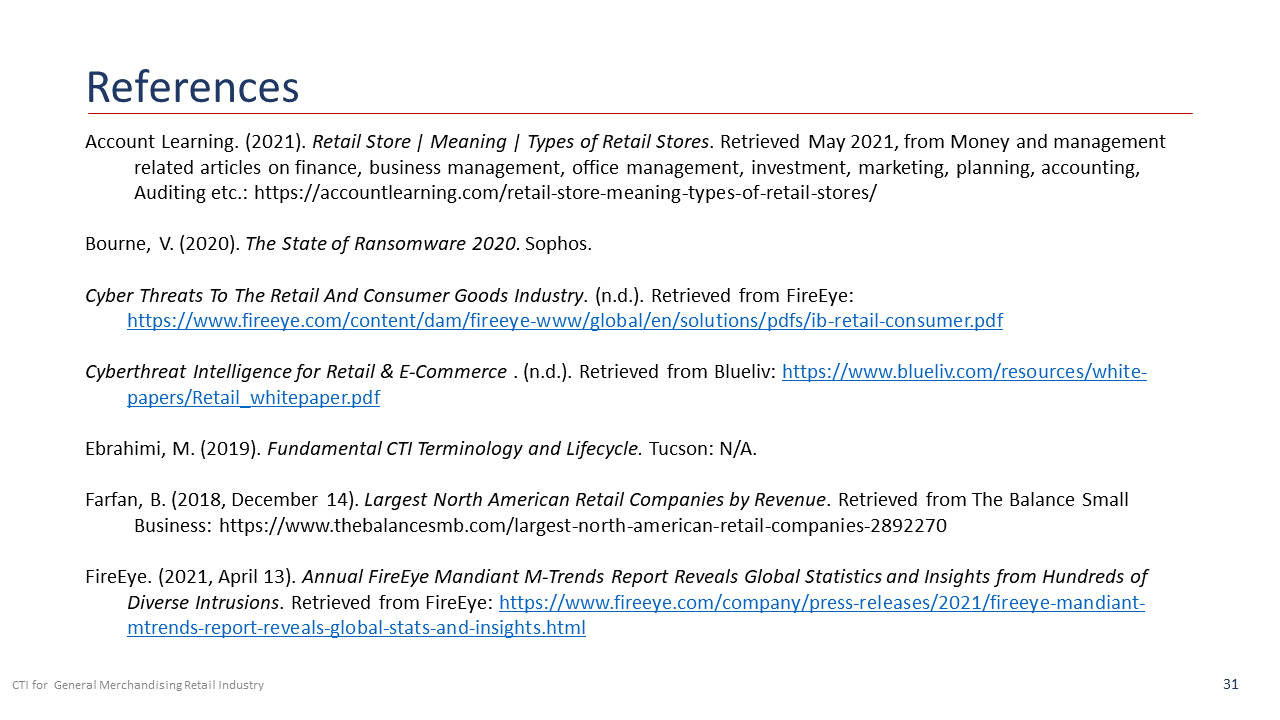 References
Account Learning. (2021). Retail Store | Meaning | Types of Retail Stores. Retrieved May 2021, from Money and management
related articles on finance, business management, office management, investment, marketing, planning, accounting,
Auditing etc.: https://accountlearning.com/retail-store-meaning-types-of-retail-stores/
Bourne, V. (2020). The State of Ransomware 2020. Sophos.
Cyber Threats To The Retail And Consumer Goods Industry. (n.d.). Retrieved from FireEye:
https://www.fireeye.com/content/dam/fireeye-www/global/en/solutions/pdfs/ib-retail-consumer.pdf
Cyberthreat Intelligence for Retail & E-Commerce . (n.d.). Retrieved from Blueliv: https://www.blueliv.com/resources/white-
papers/Retail_whitepaper.pdf
Ebrahimi, M. (2019). Fundamental CTI Terminology and Lifecycle. Tucson: N/A.
Farfan, B. (2018, December 14). Largest North American Retail Companies by Revenue. Retrieved from The Balance Small
Business: https://www.thebalancesmb.com/largest-north-american-retail-companies-2892270
FireEye. (2021, April 13). Annual FireEye Mandiant M-Trends Report Reveals Global Statistics and Insights from Hundreds of
Diverse Intrusions. Retrieved from FireEye: https://www.fireeye.com/company/press-releases/2021/fireeye-mandiant-
mtrends-report-reveals-global-stats-and-insights.html
CTI for General Merchandising Retail Industry
31